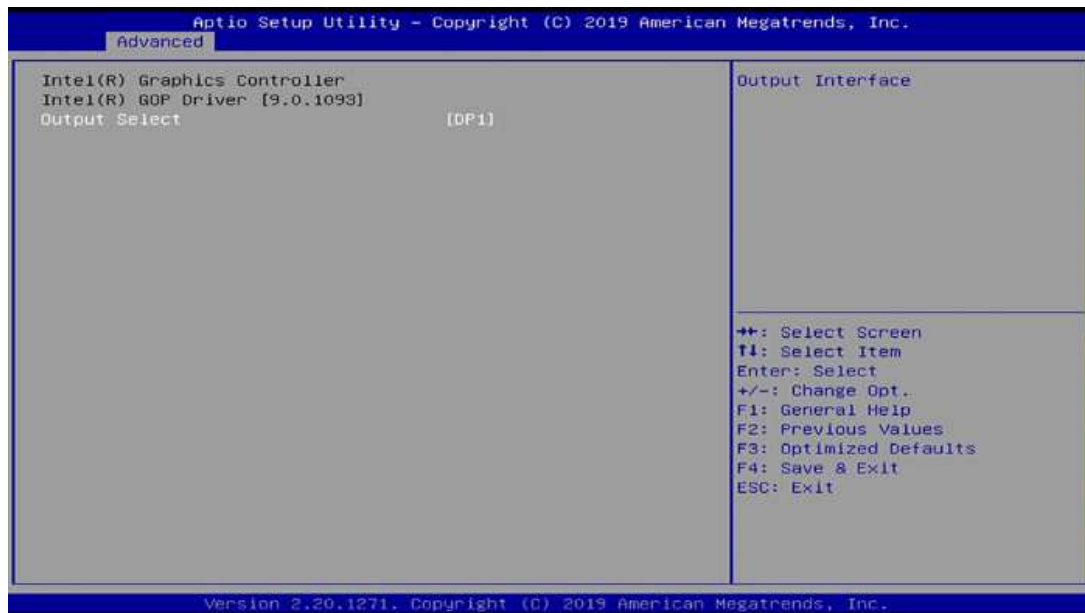 Aptio Setup Utility – Copyright (C) 2019 American Megatrends, Inc.
Advanced
Intel(R) Graphics Controller
Intel(R) GOP Driver [9.0.1093]
Output Select [DP1]
Output Interface
→←: Select Screen
↑↓: Select Item
Enter: Select
+/-: Change Opt.
F1: General Help
F2: Previous Values
F3: Optimized Defaults
F4: Save & Exit
ESC: Exit
Version 2.20.1271. Copyright (C) 2019 American Megatrends, Inc.